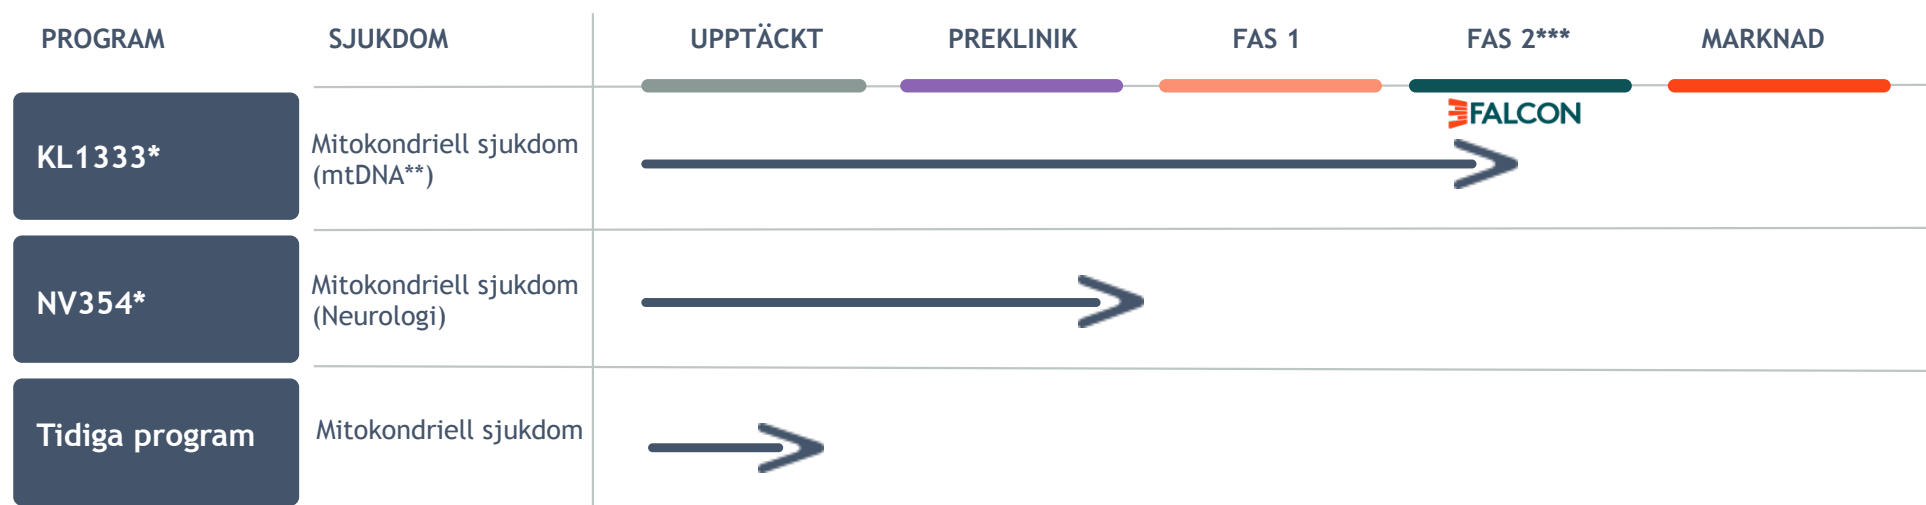 PROGRAM SJUKDOM UPPTÄCKT PREKLINIK FAS 1 FAS 2*** MARKNAD
FALCON
KL1333* Mitokondriell sjukdom
(mtDNA**)
NV354* Mitokondriell sjukdom
(Neurologi)
Tidiga program Mitokondriell sjukdom